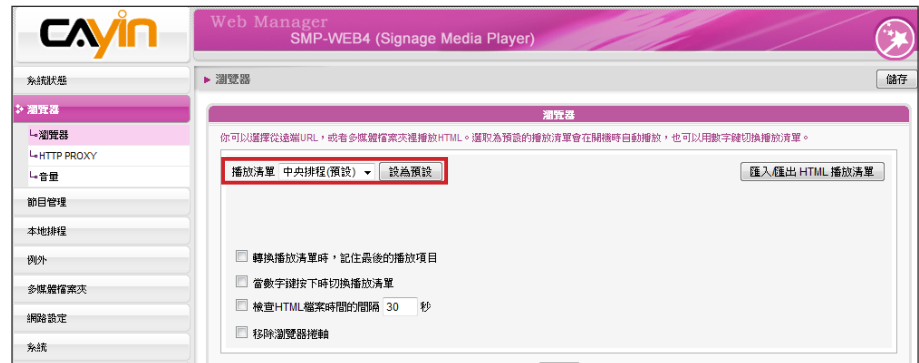 CAYIN
Web Manager
SMP-WEB4 (Signage Media Player)
系統狀態
瀏覽器
儲存
瀏覽器
瀏覽器
瀏覽器
你可以選擇從遠端URL，或者多媒體檔案夾裡播放HTML。選取為預設的播放清單會在開機時自動播放，也可以用數字鍵切換播放清單。
HTTP PROXY
播放清單 中央排程(預設) 設為預設 匯入/匯出 HTML 播放清單
音量
節目管理
本地排程
例外
轉換播放清單時，記住最後的播放項目
當數字鍵按下時切換播放清單
多媒體檔案夾
檢查HTML檔案時間的間隔 30 秒
網路設定
移除瀏覽器捲軸
系統